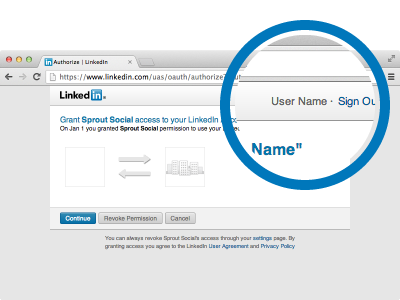 Authorize | LinkedIn
https://www.linkedin.com/uas/oauth/authorize
User Name · Sign Ou
LinkedIn.
Grant Sprout Social access to your LinkedIn
On Jan 1 you granted Sprout Social permission to use your
Name"
Continue
Revoke Permission
Cancel
You can always revoke Sprout Social's access through your settings page. By
granting access you agree to the LinkedIn User Agreement and Privacy Policy